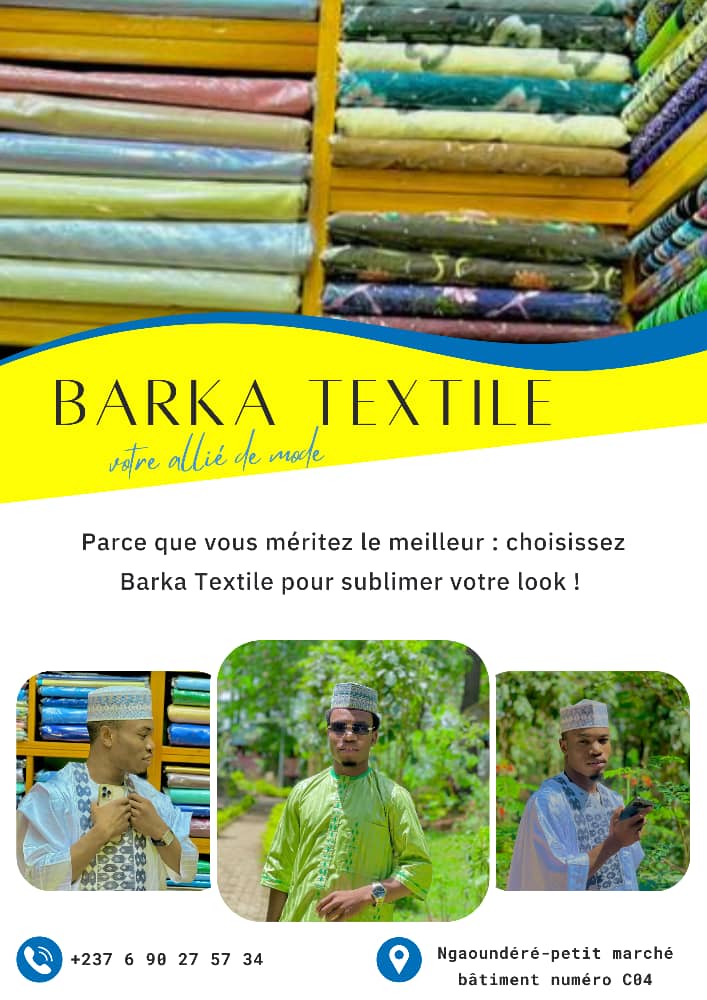 BARKA TEXTILE
votre allié de mode
Parce que vous méritez le meilleur : choisissez
Barka Textile pour sublimer votre look !
+237 6 90 27 57 34
Ngaoundéré-petit marché
bâtiment numéro C04